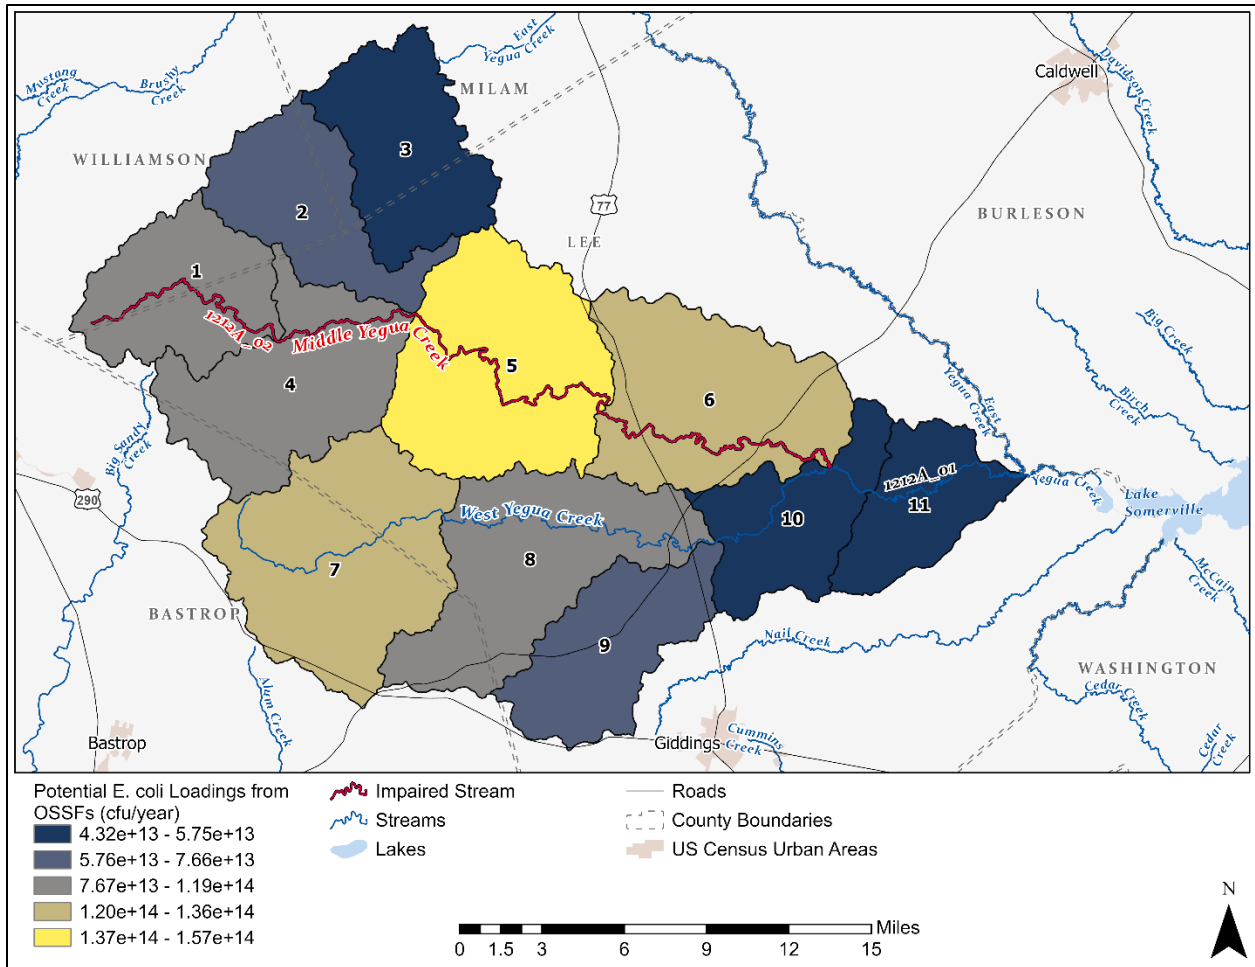 East
Yegua Creek
Mustang
Creek
Brushy
Creek
MILAM
Caldwell
Davidson Creek
WILLIAMSON
3
2
77
LEE
BURLESON
1
1212A_02
Middle Yegua Creek
5
4
6
Big Creek
Birch
Creek
East
Yegua Creek
Big Sandy
Creek
290
1212A_01
Yegua Creek
Lake
Somerville
West Yegua Creek
10
11
7
8
McCain
Creek
BASTROP
9
Nail Creek
WASHINGTON
Cedar Creek
Alum Creek
Bastrop
Giddings
Cummins
Creek
Cedar
Creek
Potential E. coli Loadings from
OSSFs (cfu/year)
4.32e+13 - 5.75e+13
5.76e+13 - 7.66e+13
7.67e+13 - 1.19e+14
1.20e+14 - 1.36e+14
1.37e+14 - 1.57e+14
Impaired Stream
Streams
Lakes
Roads
County Boundaries
US Census Urban Areas
Miles
0 1.5 3 6 9 12 15
N